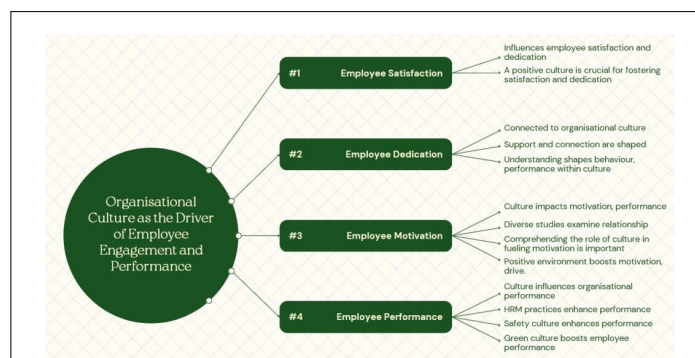 Organisational
Culture as the Driver
of Employee
Engagement and
Performance
#1 Employee Satisfaction
Influences employee satisfaction and
dedication
A positive culture is crucial for fostering
satisfaction and dedication
#2 Employee Dedication
Connected to organisational culture
Support and connection are shaped
Understanding shapes behaviour,
performance within culture
#3 Employee Motivation
Culture impacts motivation, performance
Diverse studies examine relationship
Comprehending the role of culture in
fueling motivation is important
Positive environment boosts motivation,
drive.
#4 Employee Performance
Culture influences organisational
performance
HRM practices enhance performance
Safety culture enhances performance
Green culture boosts employee
performance